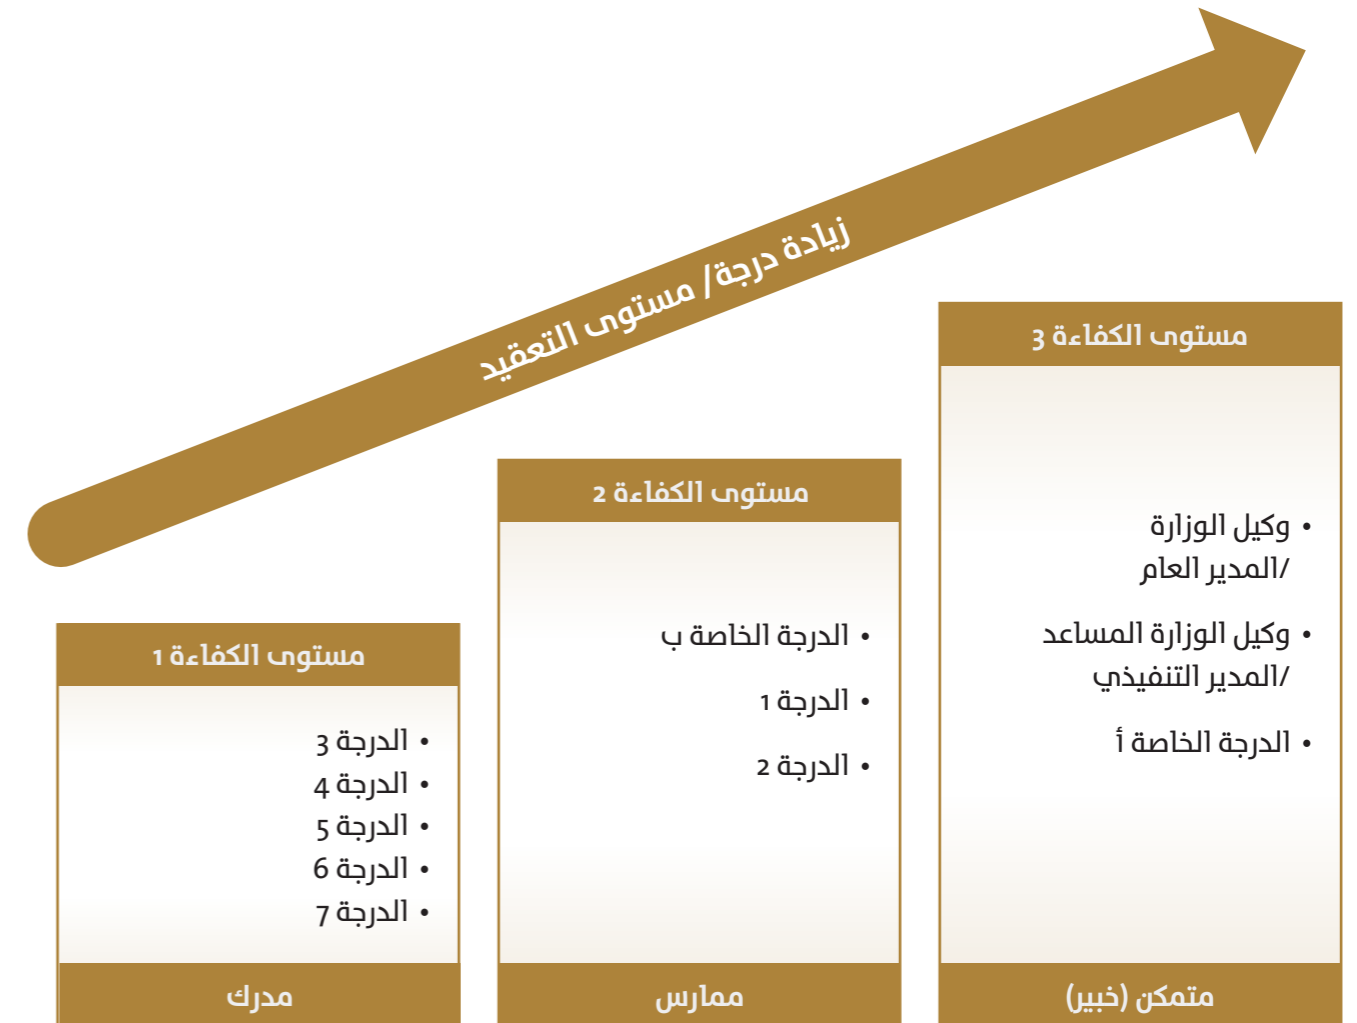 زيادة درجة/ مستوى التعقيد
مستوى الكفاءة 3
• وكيل الوزارة
/المدير العام
• وكيل الوزارة المساعد
/المدير التنفيذي
• الدرجة الخاصة أ
متمكن (خبير)
مستوى الكفاءة 2
• الدرجة الخاصة ب
• الدرجة 1
• الدرجة 2
ممارس
مستوى الكفاءة 1
• الدرجة 3
• الدرجة 4
• الدرجة 5
• الدرجة 6
• الدرجة 7
مدرك